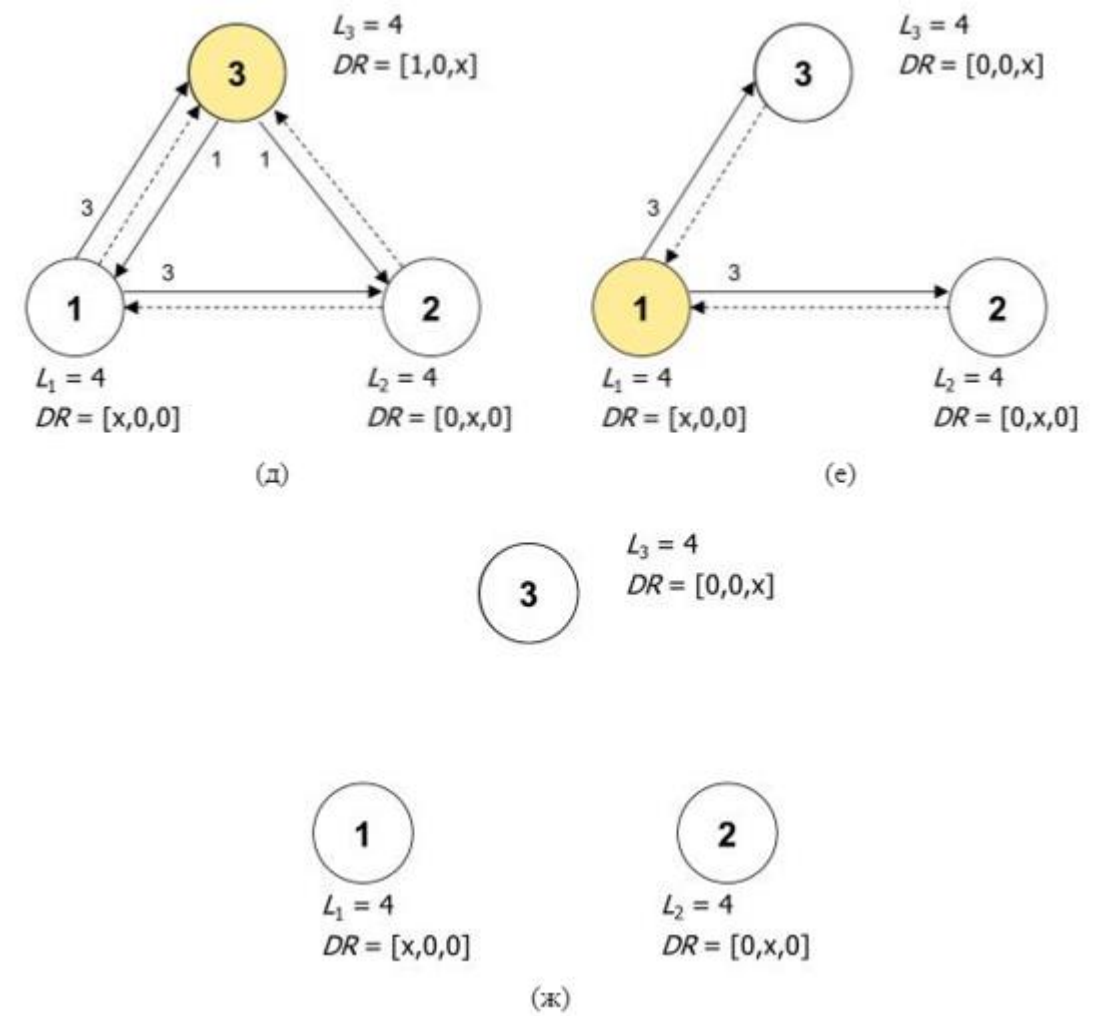 L₃ = 4
DR = [1,0,x]
3
1 1
3
3
1
2
L₁ = 4
DR = [x,0,0]
L₂ = 4
DR = [0,x,0]
(д)
L₃ = 4
DR = [0,0,x]
3
3
3
1
2
L₁ = 4
DR = [x,0,0]
L₂ = 4
DR = [0,x,0]
(е)
L₃ = 4
DR = [0,0,x]
3
1
2
L₁ = 4
DR = [x,0,0]
L₂ = 4
DR = [0,x,0]
(ж)